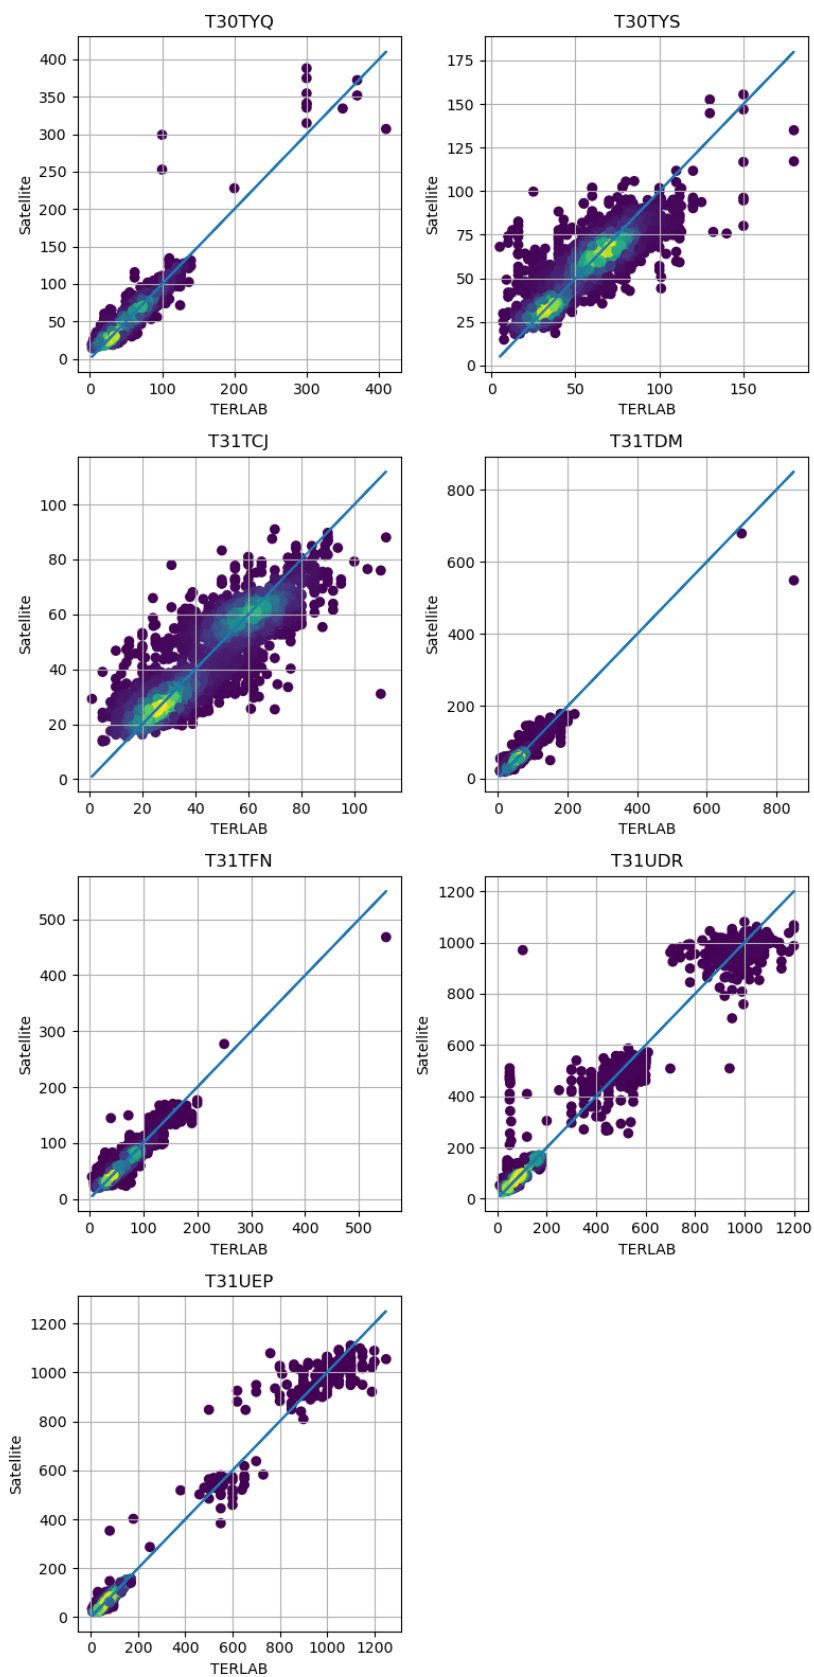 T30TYQ
400
350
300
250
200
150
100
50
0
Satellite
0 100 200 300 400
TERLAB
T30TYS
175
150
125
100
75
50
25
0
Satellite
0 50 100 150
TERLAB
T31TCJ
100
80
60
40
20
0
Satellite
0 20 40 60 80 100
TERLAB
T31TDM
800
600
400
200
0
Satellite
0 200 400 600 800
TERLAB
T31TFN
500
400
300
200
100
0
Satellite
0 100 200 300 400 500
TERLAB
T31UDR
1200
1000
800
600
400
200
0
Satellite
0 200 400 600 800 1000 1200
TERLAB
T31UEP
1200
1000
800
600
400
200
0
Satellite
0 200 400 600 800 1000 1200
TERLAB